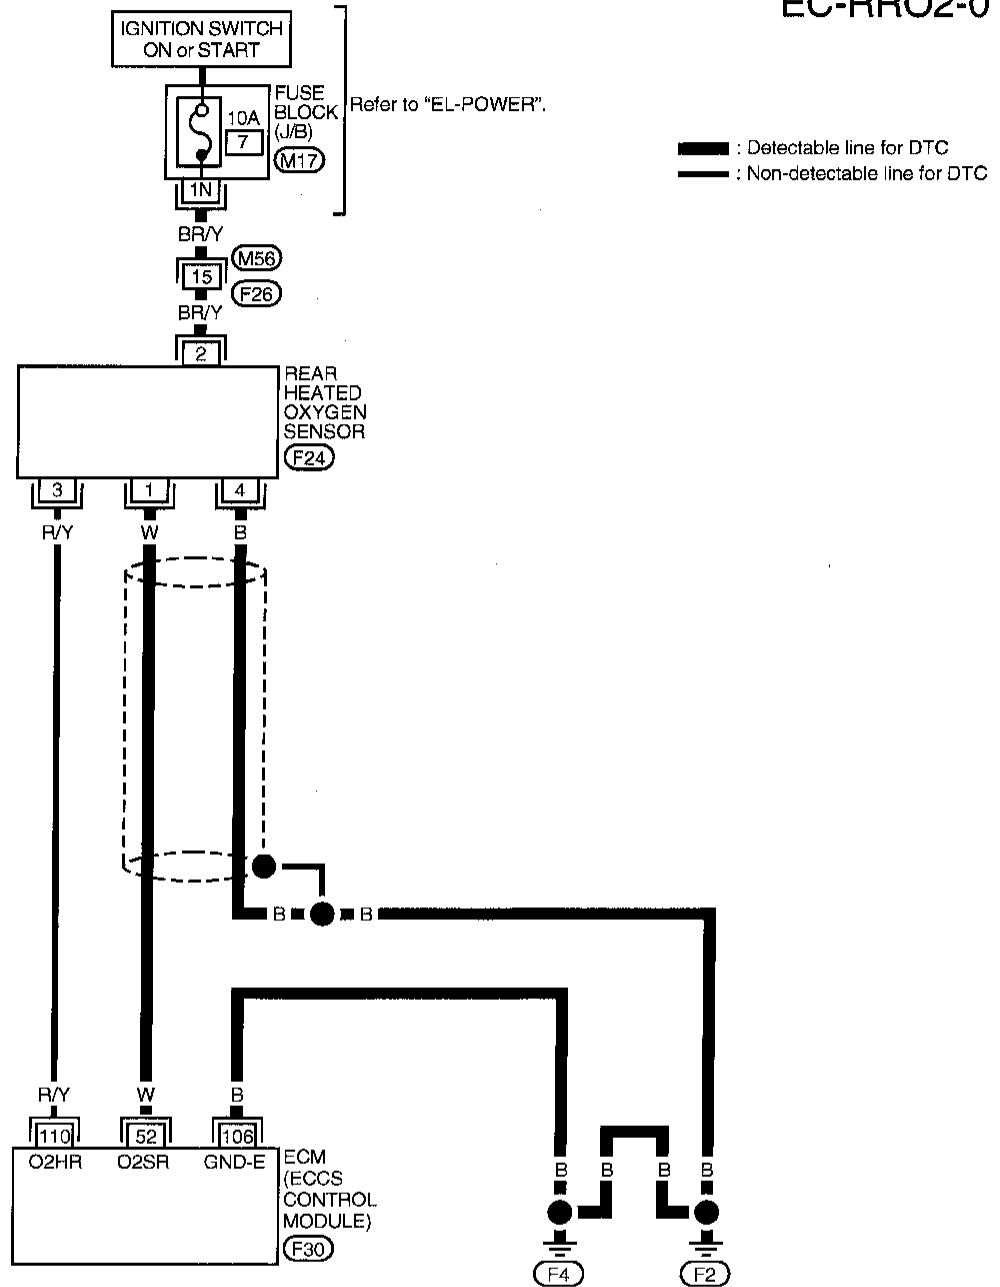 EC-RRO2-0
IGNITION SWITCH
ON or START
FUSE
BLOCK
(J/B)
10A
7
M17
Refer to "EL-POWER".
: Detectable line for DTC
: Non-detectable line for DTC
1N
BR/Y
M56
15
F26
BR/Y
2
REAR
HEATED
OXYGEN
SENSOR
F24
3 1 4
R/Y W B
B B
R/Y W B
110 52 106
O2HR O2SR GND-E
ECM
(ECCS
CONTROL
MODULE)
F30
B B B B
F4 F2